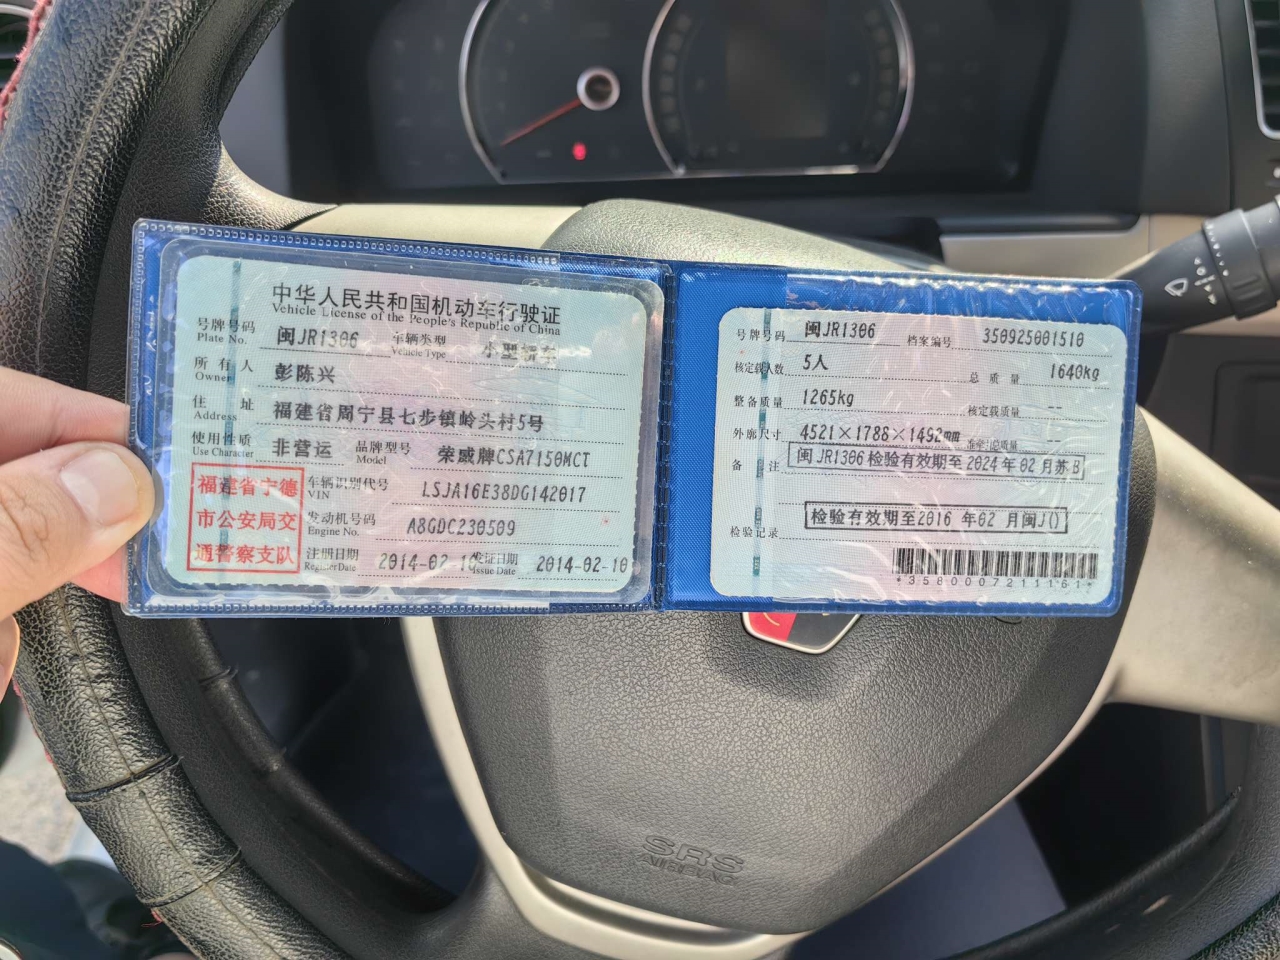 中华人民共和国机动车行驶证
Vehicle License of the People's Republic of China
号牌号码 Plate No. 闽JR1306 车辆类型 Vehicle Type 小型轿车
所有人 Owner 彭陈兴
住址 Address 福建省周宁县七步镇岭头村5号
使用性质 Use Character 非营运 品牌型号 Model 荣威牌CSA7150MCT
福建省宁德市公安局交通警察支队
车辆识别代号 VIN LSJA16E38DG142017
发动机号码 Engine No. A8GDC230509
注册日期 Register Date 2014-02-10 发证日期 Issue Date 2014-02-10
号牌号码 闽JR1306 档案编号 350925001510
核定载人数 5人 总质量 1640kg
整备质量 1265kg 核定载质量 --
外廓尺寸 4521×1788×1492mm 准牵引总质量 --
备注 闽JR1306检验有效期至2024年02月苏B
检验有效期至2016年02月闽J()
检验记录
*3580007211161*
SRS
AIRBAG